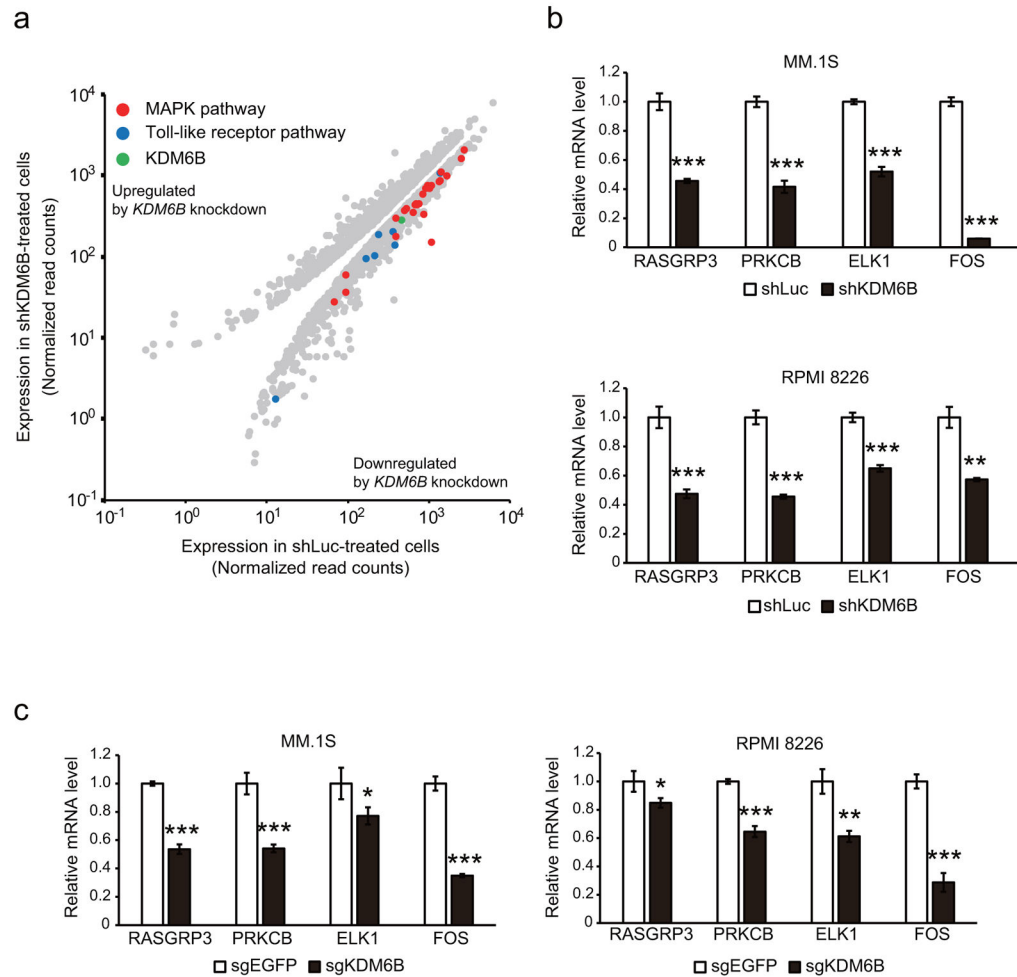 a
10^4
10^3
10^2
10^1
10^0
10^-1
MAPK pathway
Toll-like receptor pathway
KDM6B
Upregulated
by KDM6B knockdown
Downregulated
by KDM6B knockdown
10^-1 10^0 10^1 10^2 10^3 10^4
Expression in shKDM6B-treated cells
(Normalized read counts)
Expression in shLuc-treated cells
(Normalized read counts)
b
MM.1S
Relative mRNA level
1.2
1.0
0.8
0.6
0.4
0.2
0
*** *** *** ***
RASGRP3 PRKCB ELK1 FOS
shLuc shKDM6B
RPMI 8226
Relative mRNA level
1.2
1.0
0.8
0.6
0.4
0.2
0
*** *** *** **
RASGRP3 PRKCB ELK1 FOS
shLuc shKDM6B
c
MM.1S
Relative mRNA level
1.2
1.0
0.8
0.6
0.4
0.2
0
*** *** * ***
RASGRP3 PRKCB ELK1 FOS
sgEGFP sgKDM6B
RPMI 8226
Relative mRNA level
1.2
1.0
0.8
0.6
0.4
0.2
0
* *** ** ***
RASGRP3 PRKCB ELK1 FOS
sgEGFP sgKDM6B